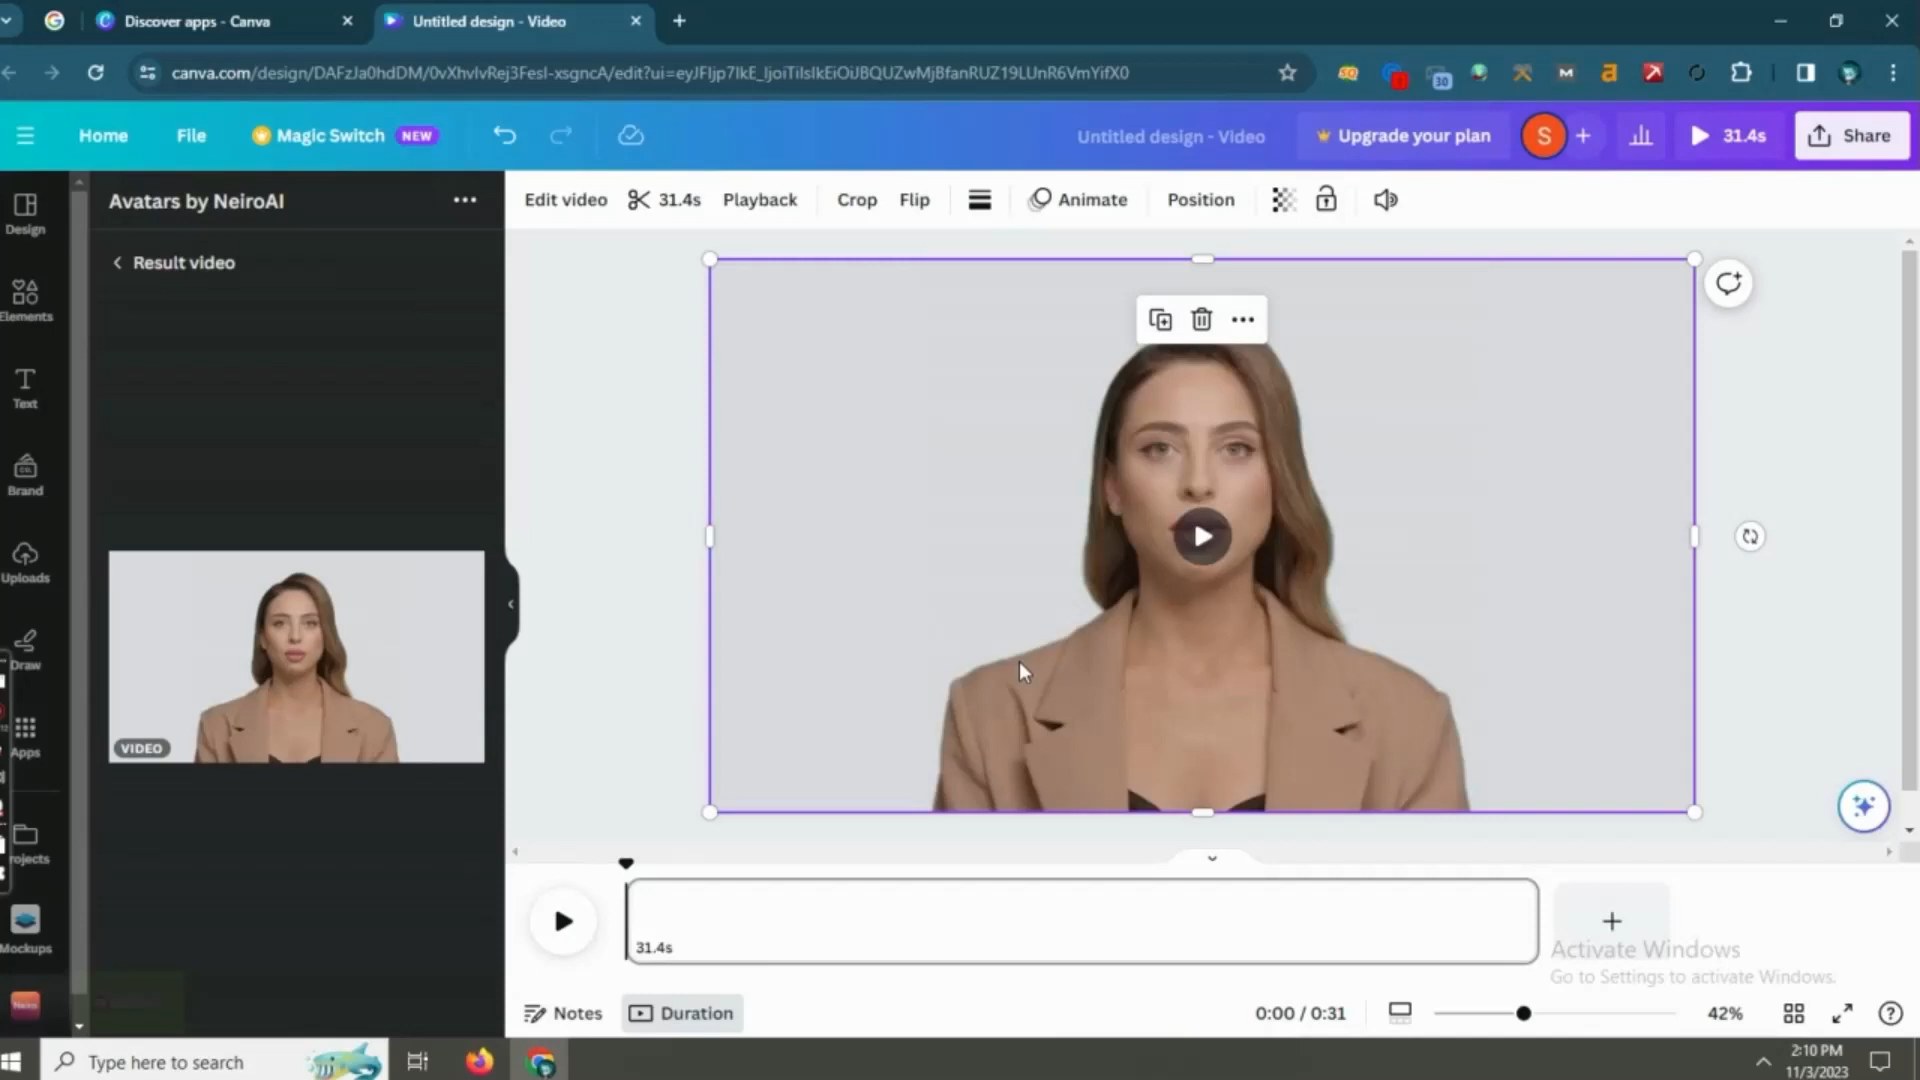 Discover apps - Canva
Untitled design - Video
canva.com/design/DAFzJa0hdDM/0vXhvlvRej3FesI-xsgncA/edit?ui=eyJFIjp7IkE_IjoiTiIsIkEiOiJBQUZwMjBfanRUZ19LUnR6VmYifX0
30
Home
File
Magic Switch NEW
Untitled design - Video
Upgrade your plan
S
31.4s
Share
Design
Elements
Text
Brand
Uploads
Draw
Apps
rojects
Mockups
Neiro
Avatars by NeiroAI
Result video
VIDEO
Edit video
31.4s
Playback
Crop
Flip
Animate
Position
31.4s
Activate Windows
Go to Settings to activate Windows.
Notes
Duration
0:00 / 0:31
42%
Type here to search
2:10 PM
11/3/2023